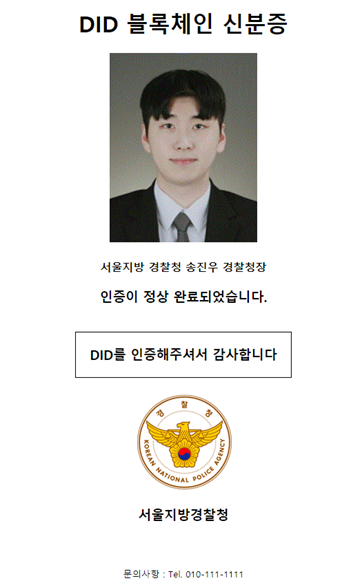 DID 블록체인 신분증
서울지방 경찰청 송진우 경찰청장
인증이 정상 완료되었습니다.
DID를 인증해주셔서 감사합니다
경찰청
KOREAN NATIONAL POLICE AGENCY
서울지방경찰청
문의사항 : Tel. 010-111-1111